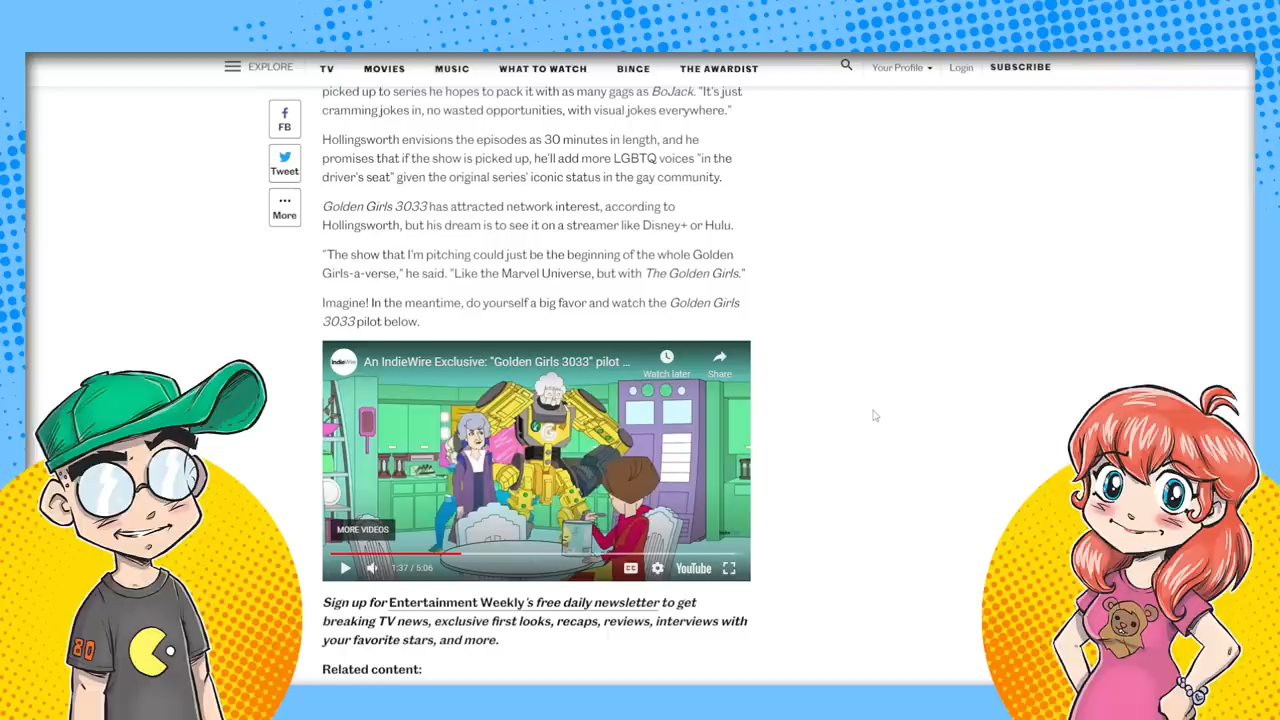 EXPLORE
TV MOVIES MUSIC WHAT TO WATCH BINGE THE AWARDIST
Your Profile Login SUBSCRIBE
picked up to series he hopes to pack it with as many gags as BoJack. "It's just
cramming jokes in, no wasted opportunities, with visual jokes everywhere."
FB
Tweet
More
Hollingsworth envisions the episodes as 30 minutes in length, and he
promises that if the show is picked up, he'll add more LGBTQ voices "in the
driver's seat" given the original series' iconic status in the gay community.
Golden Girls 3033 has attracted network interest, according to
Hollingsworth, but his dream is to see it on a streamer like Disney+ or Hulu.
"The show that I'm pitching could just be the beginning of the whole Golden
Girls-a-verse," he said. "Like the Marvel Universe, but with The Golden Girls."
Imagine! In the meantime, do yourself a big favor and watch the Golden Girls
3033 pilot below.
IndieWire
An IndieWire Exclusive: "Golden Girls 3033" pilot ...
Watch later Share
G
MORE VIDEOS
1:37 / 5:06
CC YouTube
Sign up for Entertainment Weekly's free daily newsletter to get
breaking TV news, exclusive first looks, recaps, reviews, interviews with
your favorite stars, and more.
Related content:
80